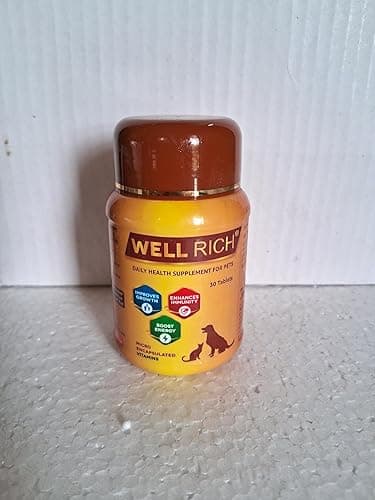 WELL RICH®
DAILY HEALTH SUPPLEMENT FOR PETS
30 Tablets
IMPROVES
GROWTH
ENHANCES
IMMUNITY
BOOST
ENERGY
MICRO
ENCAPSULATED
VITAMINS